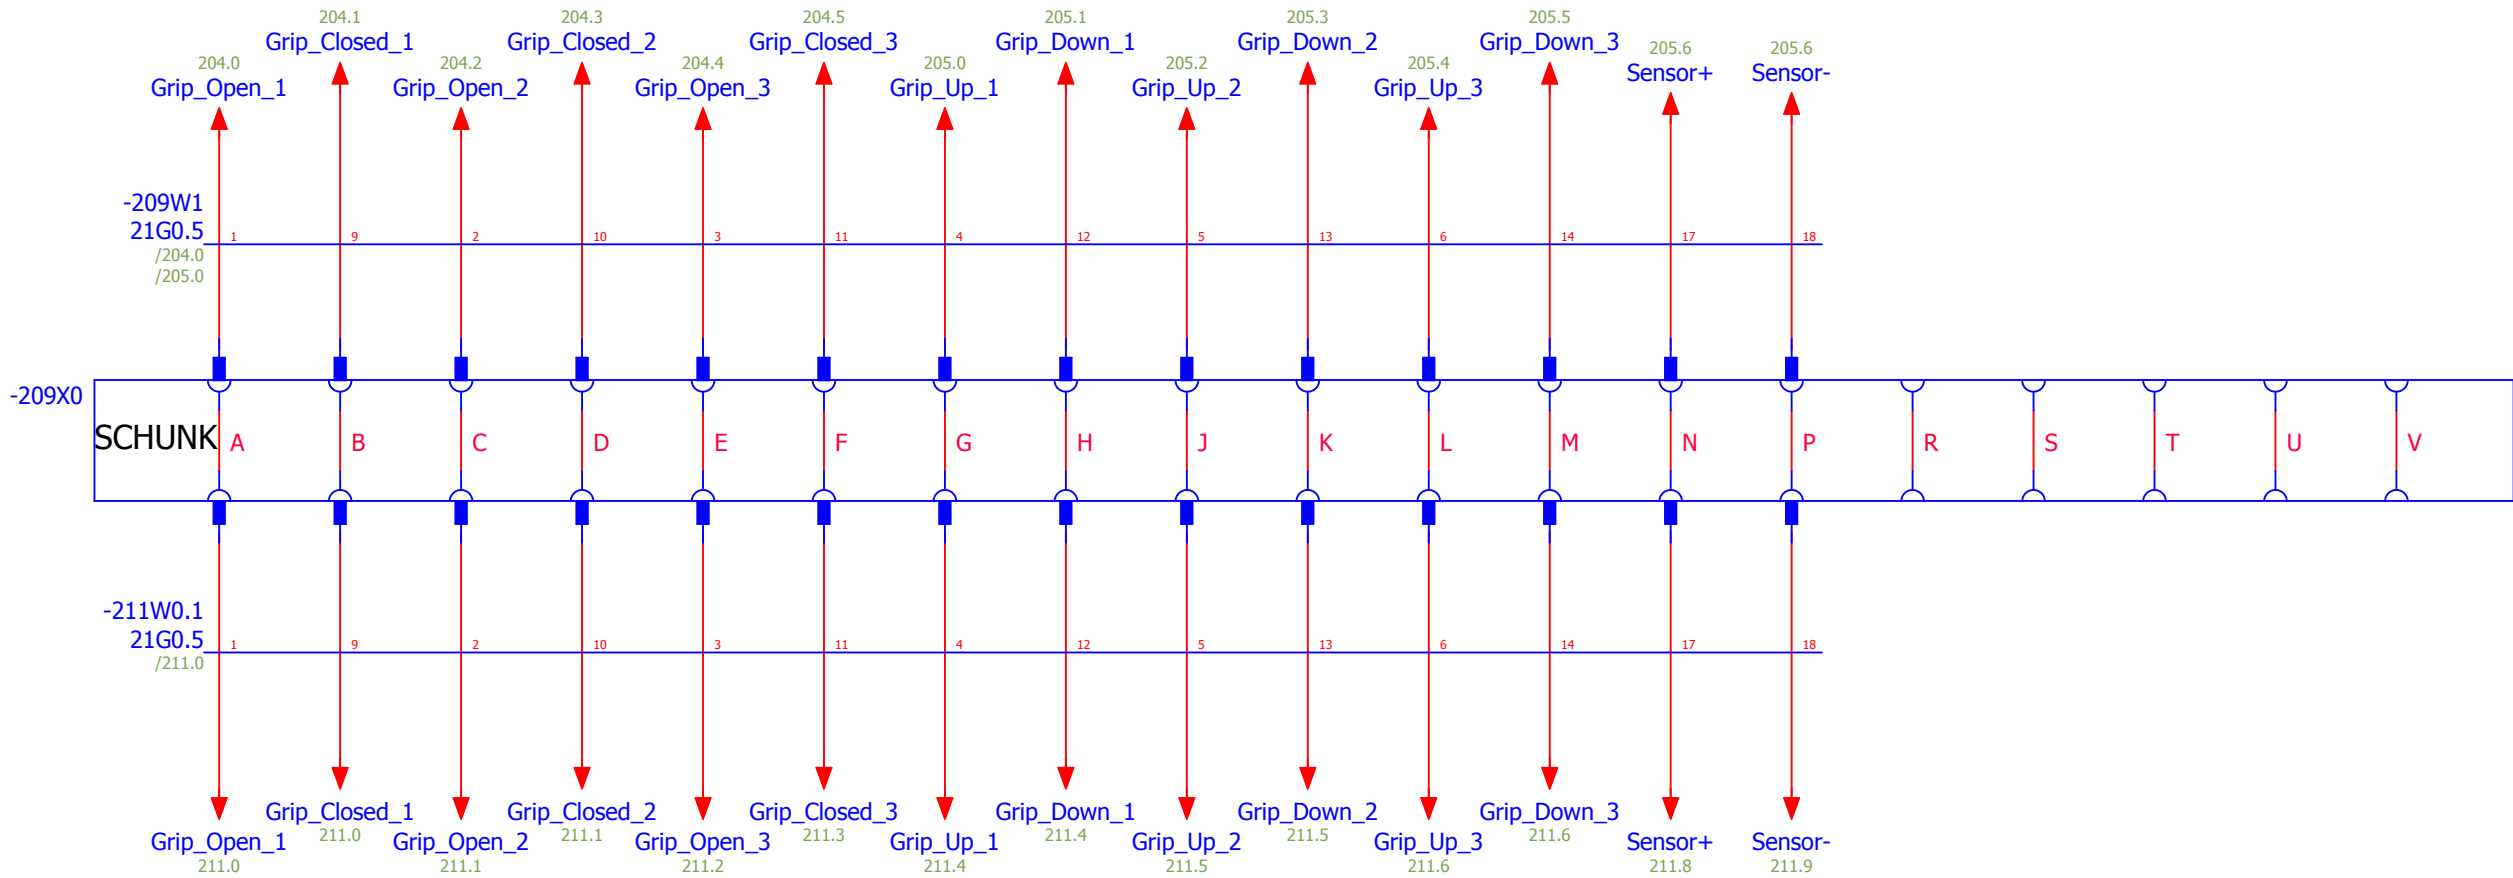 204.1 204.3 204.5 205.1 205.3 205.5
Grip_Closed_1 Grip_Closed_2 Grip_Closed_3 Grip_Down_1 Grip_Down_2 Grip_Down_3
204.0 204.2 204.4 205.0 205.2 205.4 205.6 205.6
Grip_Open_1 Grip_Open_2 Grip_Open_3 Grip_Up_1 Grip_Up_2 Grip_Up_3 Sensor+ Sensor-
-209W1
21G0.5
1 9 2 10 3 11 4 12 5 13 6 14 17 18
/204.0
/205.0
-209X0
SCHUNK A B C D E F G H J K L M N P R S T U V
-211W0.1
21G0.5
1 9 2 10 3 11 4 12 5 13 6 14 17 18
/211.0
Grip_Closed_1 Grip_Closed_2 Grip_Closed_3 Grip_Down_1 Grip_Down_2 Grip_Down_3
211.0 211.1 211.3 211.4 211.5 211.6
Grip_Open_1 Grip_Open_2 Grip_Open_3 Grip_Up_1 Grip_Up_2 Grip_Up_3 Sensor+ Sensor-
211.0 211.1 211.2 211.4 211.5 211.6 211.8 211.9